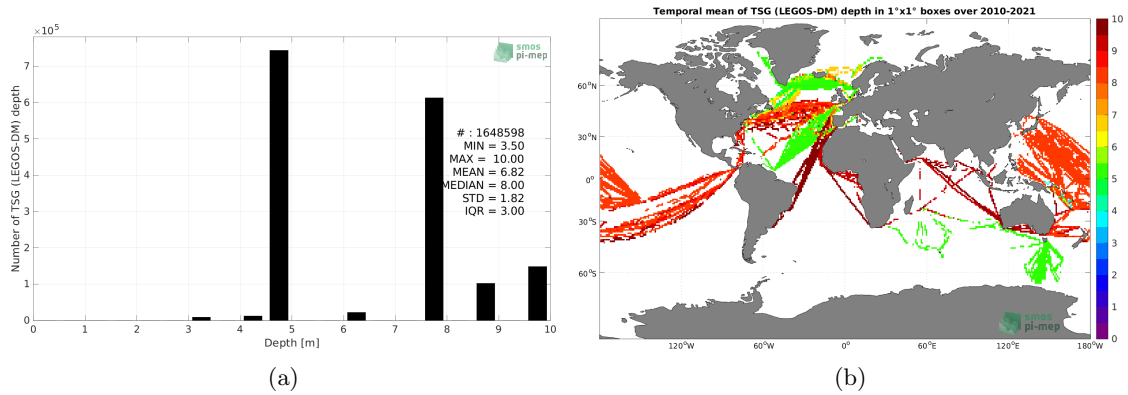 ×10⁵
7
6
5
4
3
2
1
0
Number of TSG (LEGOS-DM) depth
smos
pi-mep
# : 1648598
MIN = 3.50
MAX = 10.00
MEAN = 6.82
MEDIAN = 8.00
STD = 1.82
IQR = 3.00
0 1 2 3 4 5 6 7 8 9 10
Depth [m]
(a)
Temporal mean of TSG (LEGOS-DM) depth in 1°x1° boxes over 2010-2021
60°N
30°N
0°
30°S
60°S
120°W 60°W 0° 60°E 120°E 180°W
smos
pi-mep
10
9
8
7
6
5
4
3
2
1
0
(b)